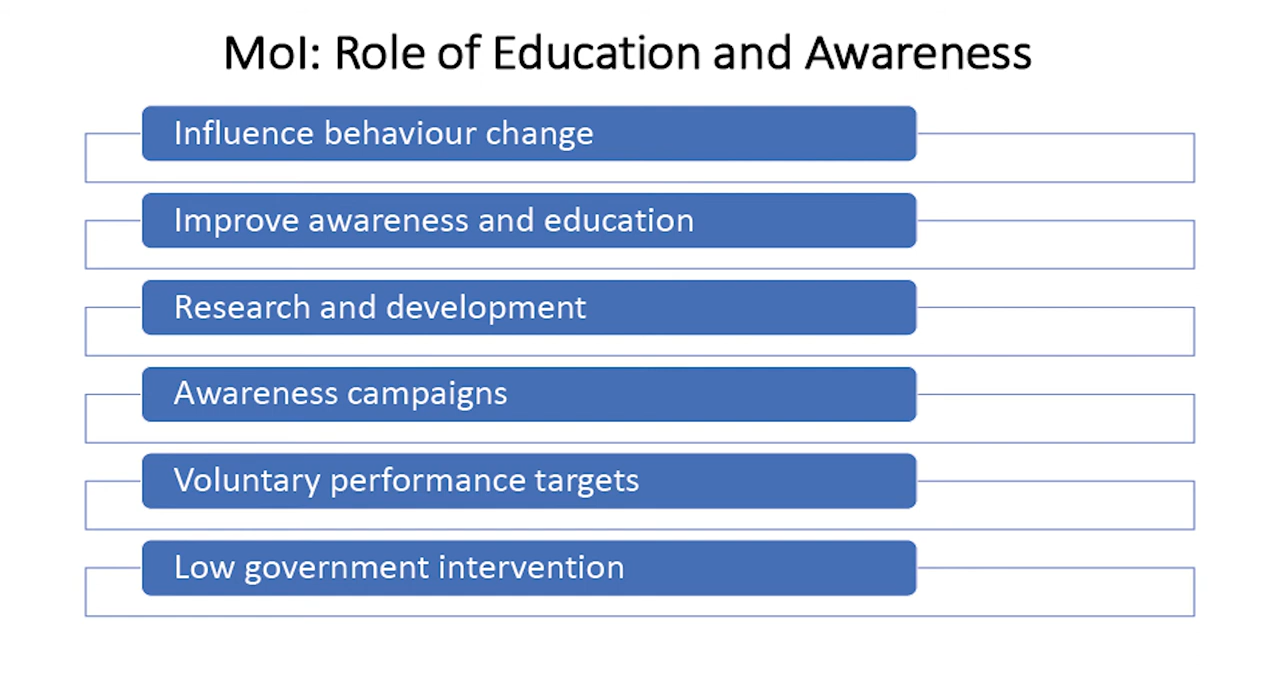 MoI: Role of Education and Awareness
Influence behaviour change
Improve awareness and education
Research and development
Awareness campaigns
Voluntary performance targets
Low government intervention